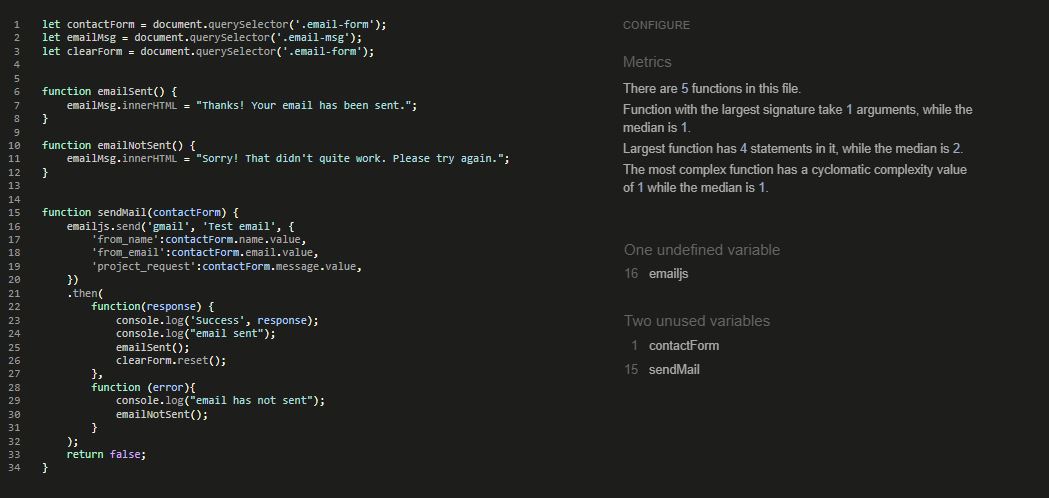 1 let contactForm = document.querySelector('.email-form');
2 let emailMsg = document.querySelector('.email-msg');
3 let clearForm = document.querySelector('.email-form');
4
5
6 function emailSent() {
7     emailMsg.innerHTML = "Thanks! Your email has been sent.";
8 }
9
10 function emailNotSent() {
11     emailMsg.innerHTML = "Sorry! That didn't quite work. Please try again.";
12 }
13
14
15 function sendMail(contactForm) {
16     emailjs.send('gmail', 'Test email', {
17         'from_name':contactForm.name.value,
18         'from_email':contactForm.email.value,
19         'project_request':contactForm.message.value,
20     })
21     .then(
22         function(response) {
23             console.log('Success', response);
24             console.log("email sent");
25             emailSent();
26             clearForm.reset();
27         },
28         function (error){
29             console.log("email has not sent");
30             emailNotSent();
31         }
32     );
33     return false;
34 }
CONFIGURE
Metrics
There are 5 functions in this file.
Function with the largest signature take 1 arguments, while the
median is 1.
Largest function has 4 statements in it, while the median is 2.
The most complex function has a cyclomatic complexity value
of 1 while the median is 1.
One undefined variable
16 emailjs
Two unused variables
1 contactForm
15 sendMail